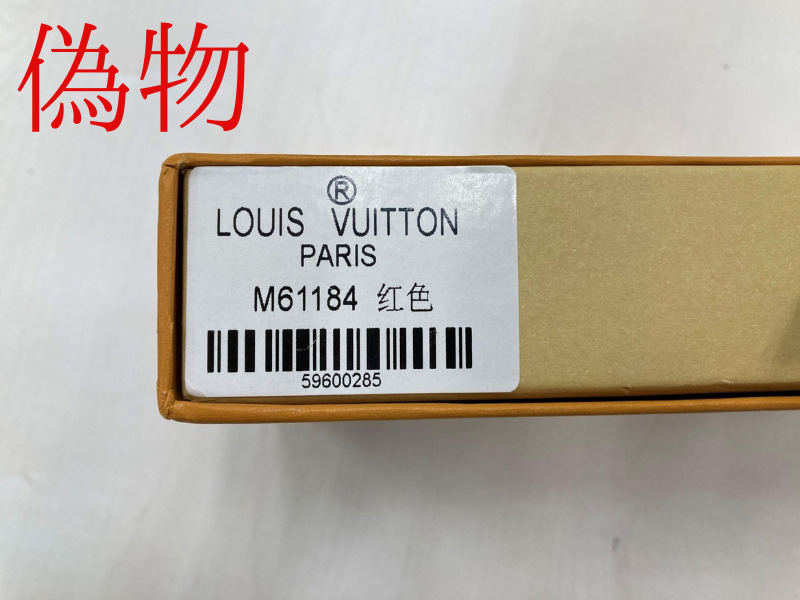 偽物
®
LOUIS VUITTON
PARIS
M61184 红色
59600285